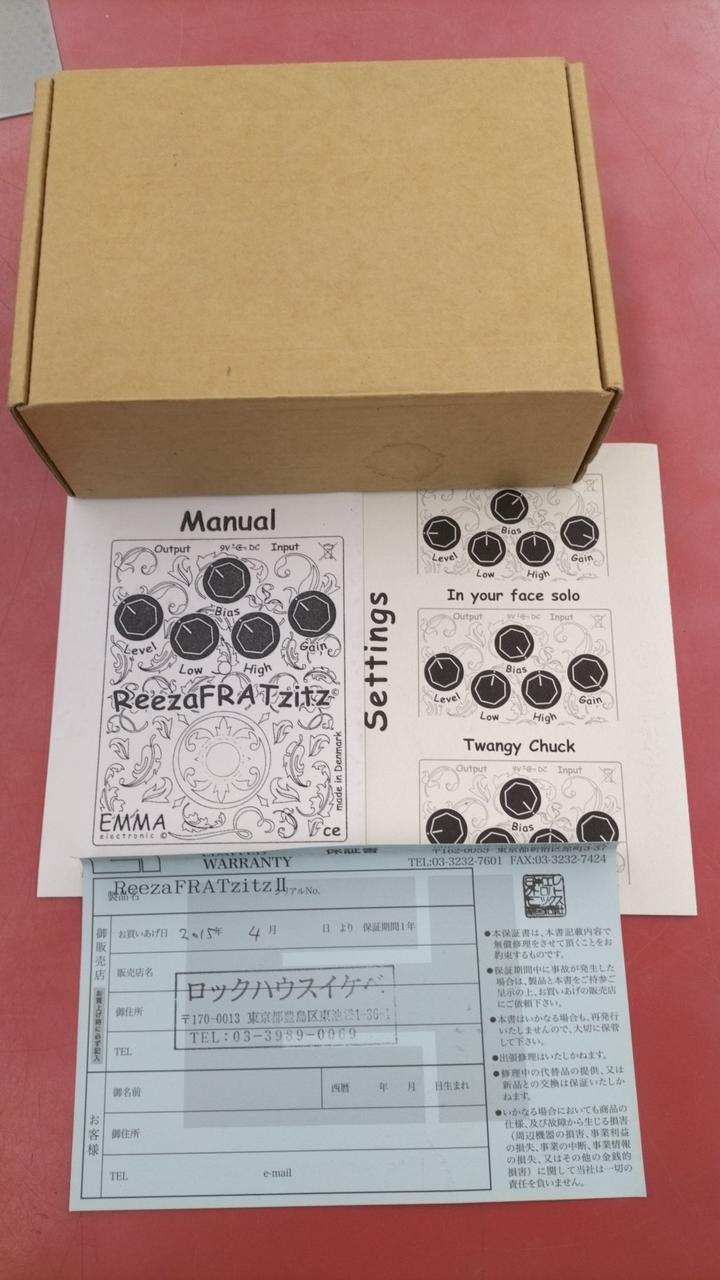 Manual
Output 9V DC Input
Bias
Level
Gain
Low High
ReezaFRATzitz©
made in Denmark
EMMA
electronic ©
CE
Settings
Bias
Level
Gain
Low High
In your face solo
Output 9V DC Input
Bias
Level
Gain
Low High
Twangy Chuck
Output 9V DC Input
Bias
WARRANTY
保証書
TEL:03-3232-7601 FAX:03-3232-7424
製品名
ReezaFRATzitzⅡ
シリアルNo.
御販売店
お買上げ時に必ず記入
お買いあげ日 2015年 4月 日 より 保証期間1年
販売店名
ロックハウスイケベ
御住所
〒170-0013 東京都豊島区東池袋1-36-1
TEL:03-3989-0069
TEL
お客様
御名前 西暦 年 月 日生まれ
御住所
TEL e-mail
●本保証書は、本書記載内容で
無償修理をさせて頂くことをお
約束するものです。
●保証期間中に事故が発生した
場合は、製品と本書をご持参ご
呈示の上、お買いあげの販売店
にご依頼下さい。
●本書はいかなる場合も、再発行
いたしませんので、大切に保管
して下さい。
●出張修理はいたしかねます。
●修理中の代替品の提供、又は
新品との交換は保証いたしか
ねます。
●いかなる場合においても商品の
仕様、及び故障から生じる損害
(周辺機器の損害、事業利益
の損失、事業の中断、事業情報
の損失、又はその他の金銭的
損害)に関して当社は一切の
責任を負いません。